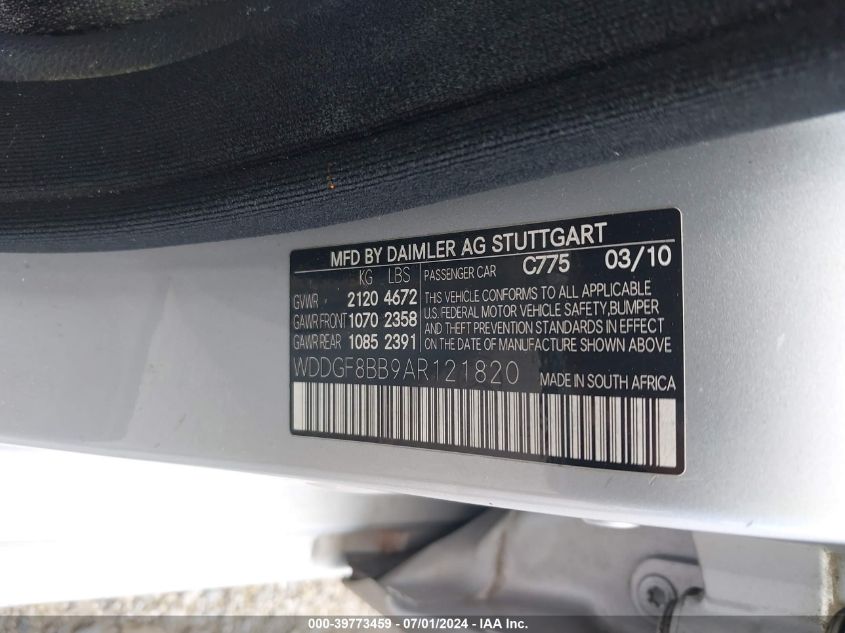 MFD BY DAIMLER AG STUTTGART
KG LBS
GVWR 2120 4672
GAWR FRONT 1070 2358
GAWR REAR 1085 2391
PASSENGER CAR C775 03/10
THIS VEHICLE CONFORMS TO ALL APPLICABLE
U.S. FEDERAL MOTOR VEHICLE SAFETY,BUMPER
AND THEFT PREVENTION STANDARDS IN EFFECT
ON THE DATE OF MANUFACTURE SHOWN ABOVE
WDDGF8BB9AR121820 MADE IN SOUTH AFRICA
000-39773459 - 07/01/2024 - IAA Inc.